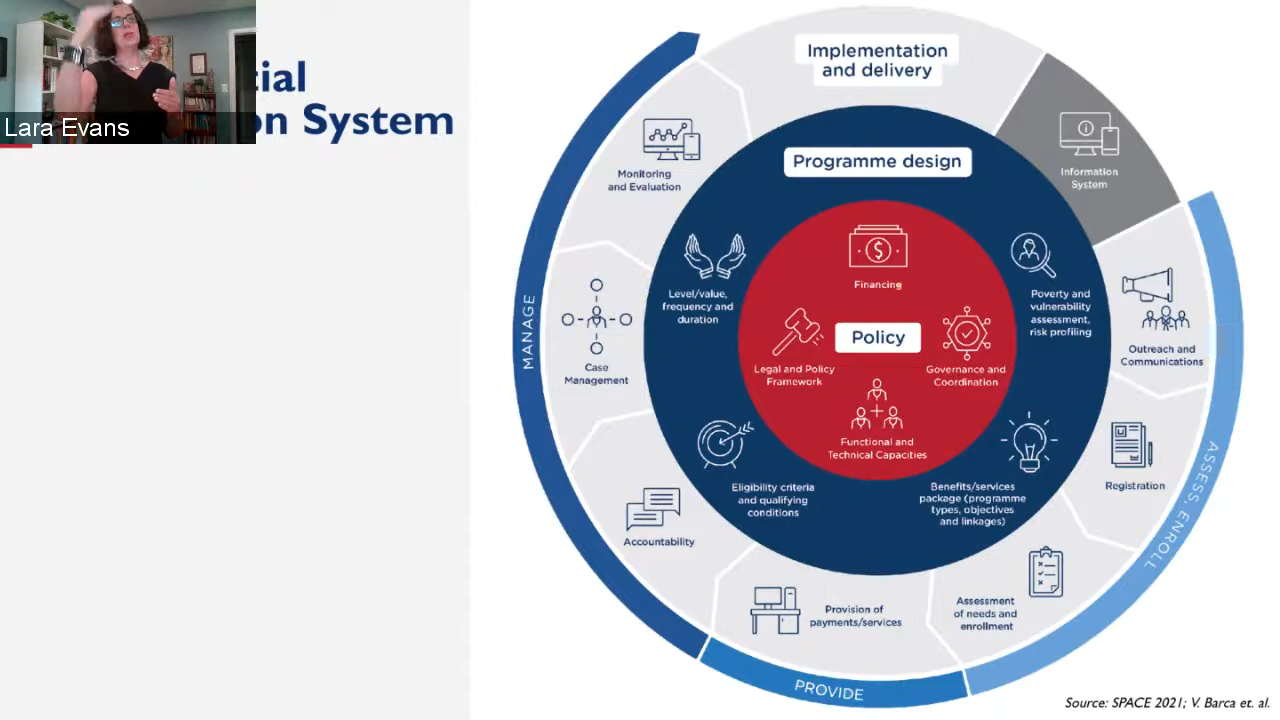 Lara Evans
ial
on System
Implementation
and delivery
Information
System
Programme design
Monitoring
and Evaluation
Level/value,
frequency and
duration
Financing
Poverty and
vulnerability
assessment,
risk profiling
Outreach and
Communications
MANAGE
Case
Management
Policy
Legal and Policy
Framework
Governance and
Coordination
Functional and
Technical Capacities
Eligibility criteria
and qualifying
conditions
Benefits/services
package (programme
types, objectives
and linkages)
Registration
ASSESS, ENROLL
Accountability
Provision of
payments/services
Assessment
of needs and
enrollment
PROVIDE
Source: SPACE 2021; V. Barca et. al.